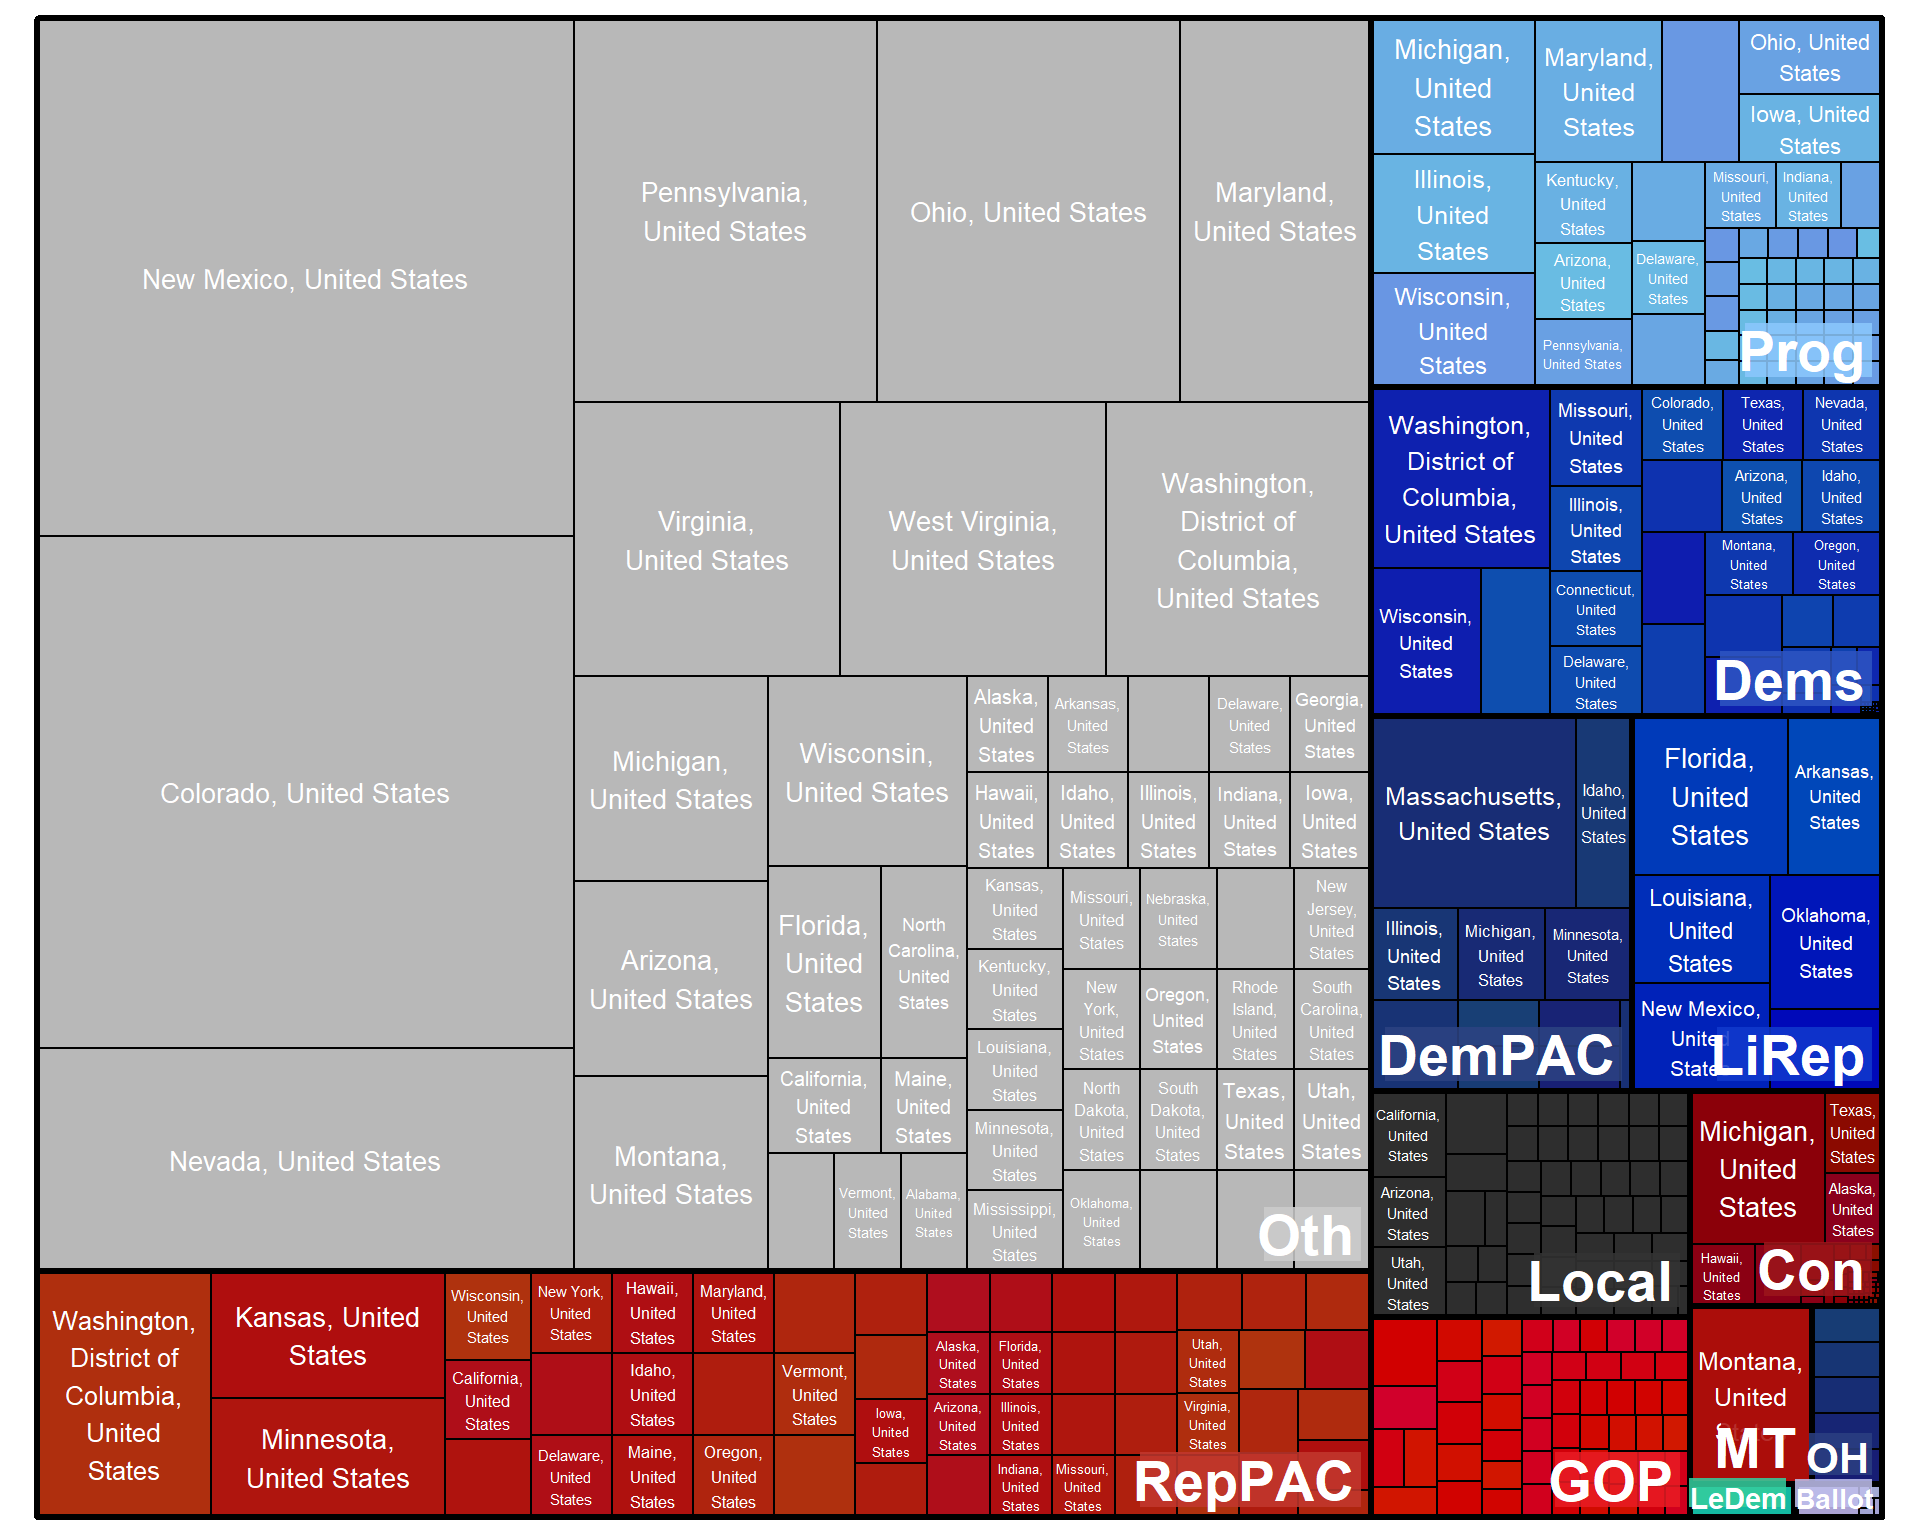 New Mexico, United States
Colorado, United States
Nevada, United States
Pennsylvania,
United States
Ohio, United States
Maryland,
United States
Virginia,
United States
West Virginia,
United States
Washington,
District of
Columbia,
United States
Michigan,
United States
Arizona,
United States
Montana,
United States
Wisconsin,
United States
Florida,
United
States
North
Carolina,
United
States
California,
United
States
Maine,
United
States
Vermont,
United
States
Alabama,
United
States
Alaska,
United
States
Arkansas,
United
States
Delaware,
United
States
Georgia,
United
States
Hawaii,
United
States
Idaho,
United
States
Illinois,
United
States
Indiana,
United
States
Iowa,
United
States
Kansas,
United
States
Kentucky,
United
States
Louisiana,
United
States
Minnesota,
United
States
Mississippi,
United
States
Missouri,
United
States
Nebraska,
United
States
New
Jersey,
United
States
New
York,
United
States
Oregon,
United
States
Rhode
Island,
United
States
South
Carolina,
United
States
North
Dakota,
United
States
South
Dakota,
United
States
Texas,
United
States
Utah,
United
States
Oklahoma,
United
States
Oth
Michigan,
United
States
Illinois,
United
States
Wisconsin,
United
States
Maryland,
United
States
Ohio, United
States
Iowa, United
States
Kentucky,
United
States
Arizona,
United
States
Pennsylvania,
United States
Delaware,
United
States
Missouri,
United
States
Indiana,
United
States
Prog
Washington,
District of
Columbia,
United States
Wisconsin,
United
States
Missouri,
United
States
Illinois,
United
States
Connecticut,
United
States
Delaware,
United
States
Colorado,
United
States
Texas,
United
States
Nevada,
United
States
Arizona,
United
States
Idaho,
United
States
Montana,
United
States
Oregon,
United
States
Dems
Massachusetts,
United States
Idaho,
United
States
Illinois,
United
States
Michigan,
United
States
Minnesota,
United
States
DemPAC
Florida,
United
States
Arkansas,
United
States
Louisiana,
United
States
Oklahoma,
United
States
New Mexico,
United
States
LiRep
California,
United
States
Arizona,
United
States
Utah,
United
States
Local
Michigan,
United
States
Texas,
United
States
Alaska,
United
States
Hawaii,
United
States
Con
Washington,
District of
Columbia,
United
States
Kansas, United
States
Minnesota,
United States
Wisconsin,
United
States
California,
United
States
New York,
United
States
Delaware,
United
States
Hawaii,
United
States
Idaho,
United
States
Maine,
United
States
Maryland,
United
States
Oregon,
United
States
Vermont,
United
States
Iowa,
United
States
Alaska,
United
States
Arizona,
United
States
Florida,
United
States
Illinois,
United
States
Indiana,
United
States
Missouri,
United
States
Utah,
United
States
Virginia,
United
States
RepPAC
GOP
Montana,
United
States
MT
OH
LeDem
Ballot